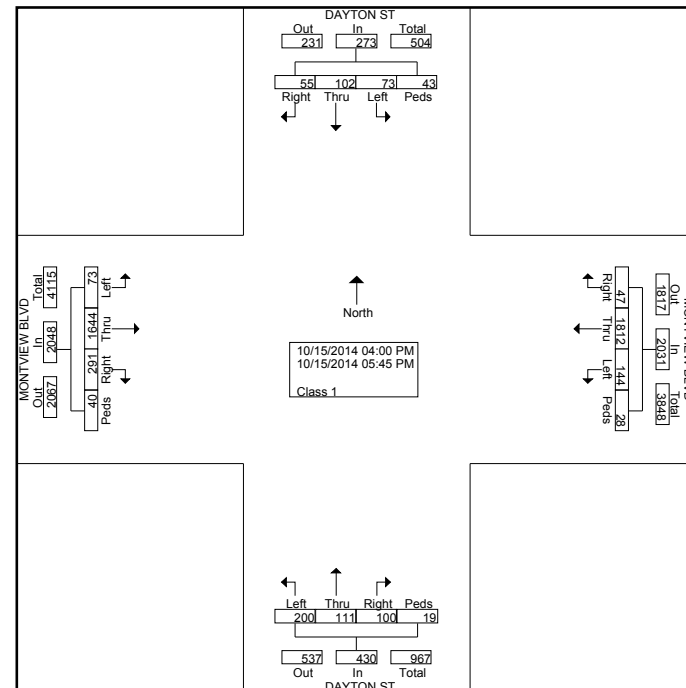 DAYTON ST
Out In Total
231 273 504
55 102 73 43
Right Thru Left Peds
MONTVIEW BLVD
Total In Out
4115 2048 2067
73 1644 291 40
Left Thru Right Peds
North
10/15/2014 04:00 PM
10/15/2014 05:45 PM
Class 1
Right Thru Left Peds
47 1812 144 28
Out In Total
1817 2031 3848
MONTVIEW BLVD
Left Thru Right Peds
200 111 100 19
537 430 967
Out In Total
DAYTON ST